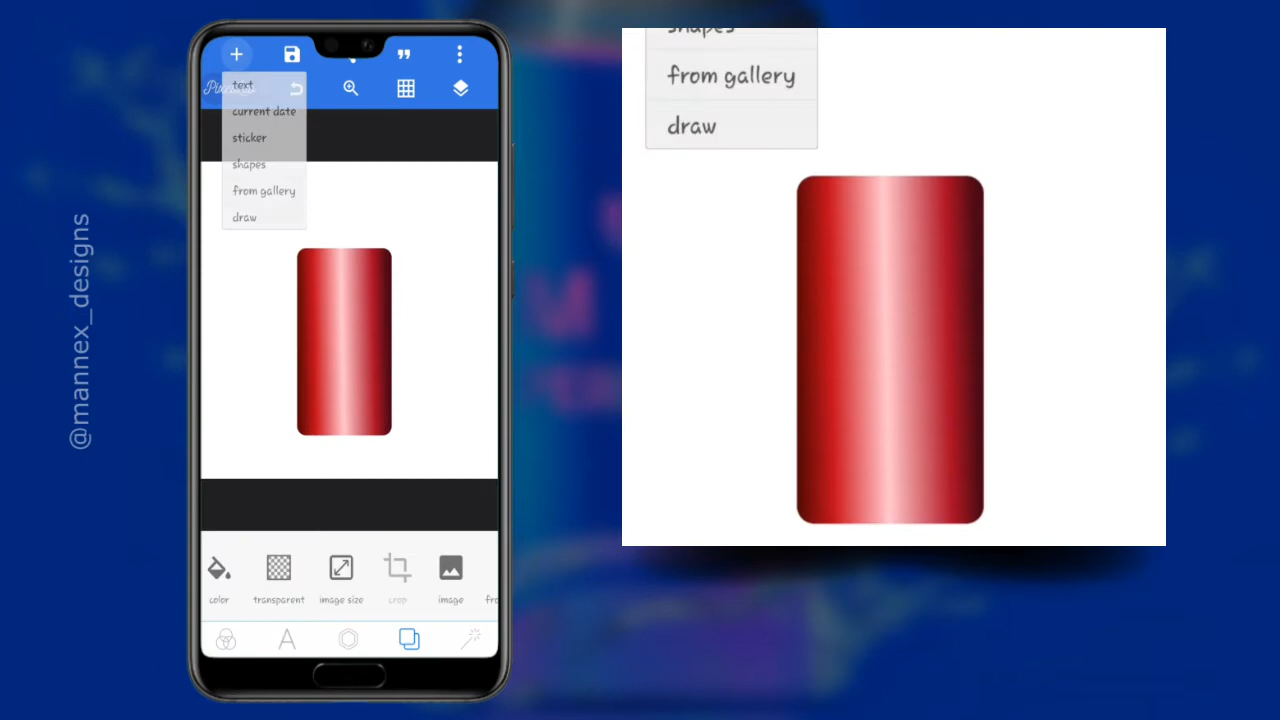 @mannex_designs
text
current date
sticker
shapes
from gallery
draw
color
transparent
image size
crop
image
shapes
from gallery
draw